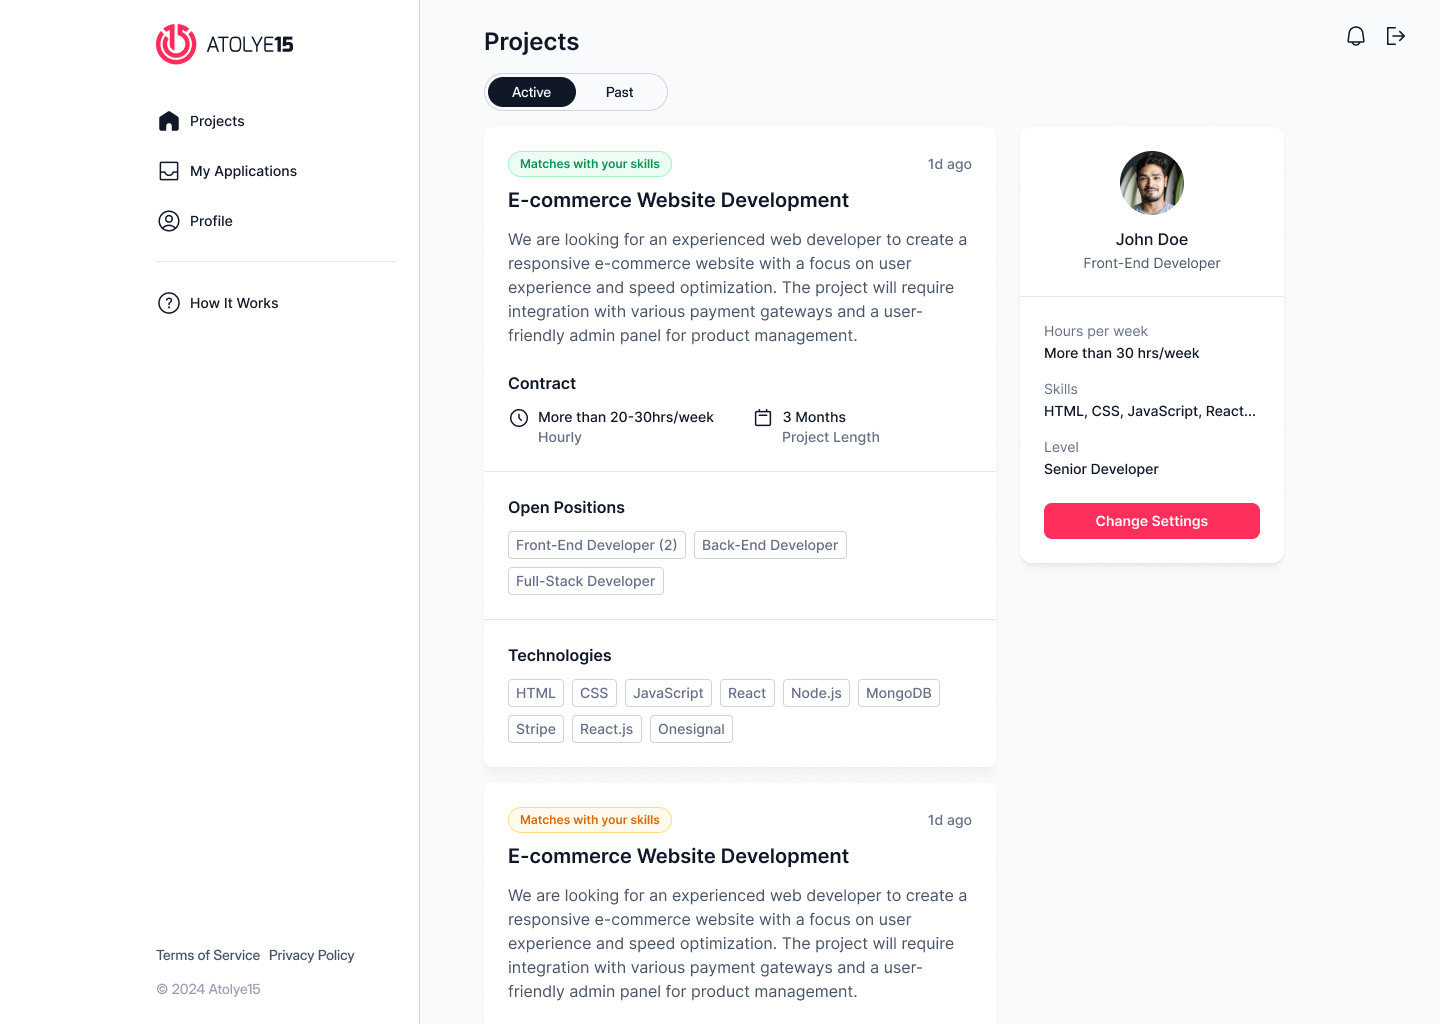 ATOLYE15
Projects
My Applications
Profile
How It Works
Terms of Service Privacy Policy
© 2024 Atolye15
Projects
Active Past
Matches with your skills 1d ago
E-commerce Website Development
We are looking for an experienced web developer to create a
responsive e-commerce website with a focus on user
experience and speed optimization. The project will require
integration with various payment gateways and a user-
friendly admin panel for product management.
Contract
More than 20-30hrs/week
Hourly
3 Months
Project Length
Open Positions
Front-End Developer (2) Back-End Developer
Full-Stack Developer
Technologies
HTML CSS JavaScript React Node.js MongoDB
Stripe React.js Onesignal
Matches with your skills 1d ago
E-commerce Website Development
We are looking for an experienced web developer to create a
responsive e-commerce website with a focus on user
experience and speed optimization. The project will require
integration with various payment gateways and a user-
friendly admin panel for product management.
John Doe
Front-End Developer
Hours per week
More than 30 hrs/week
Skills
HTML, CSS, JavaScript, React...
Level
Senior Developer
Change Settings